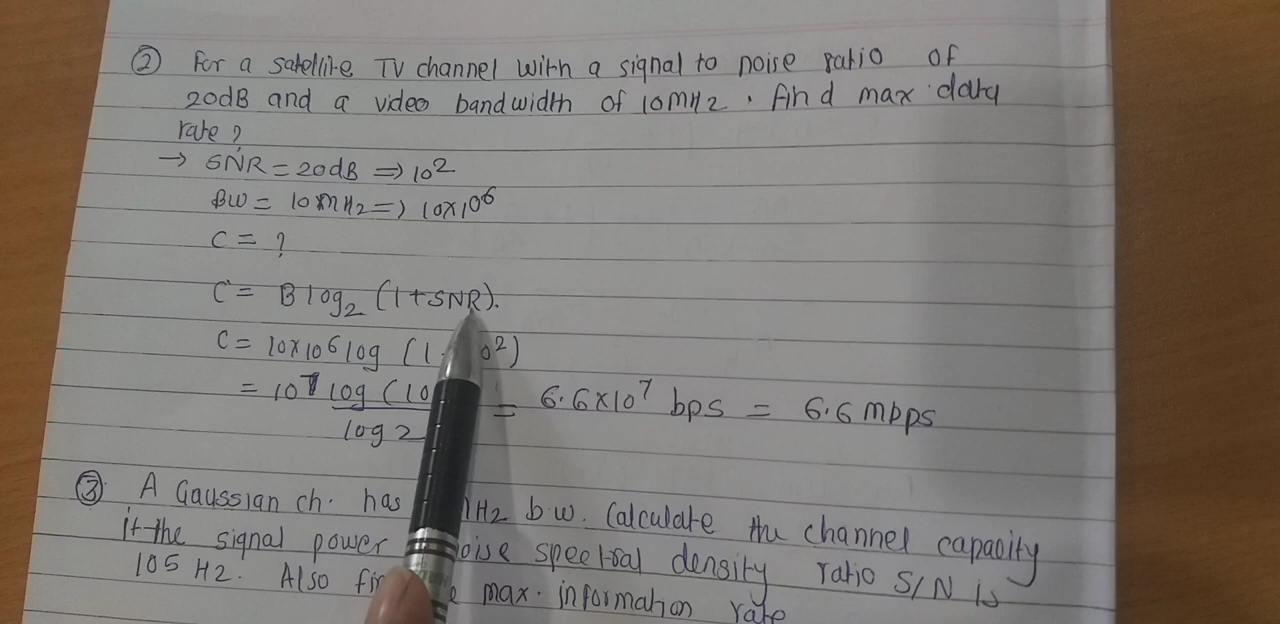 ② For a satellite TV channel with a signal to noise ratio of
20dB and a video bandwidth of 10MHz. find max. data
rate?
→ SNR = 20dB ⇒ 10²
BW = 10MHz ⇒ 10×10⁶
C = ?
C = B log₂ (1+SNR).
C = 10×10⁶ log (1 0²)
= 10⁷ log (10 = 6.6×10⁷ bps = 6.6 mbps
log 2
③ A Gaussian ch. has Hz b.w. Calculate the channel capacity
if the signal power spectral density ratio S/N is
105 Hz. Also max. information rate